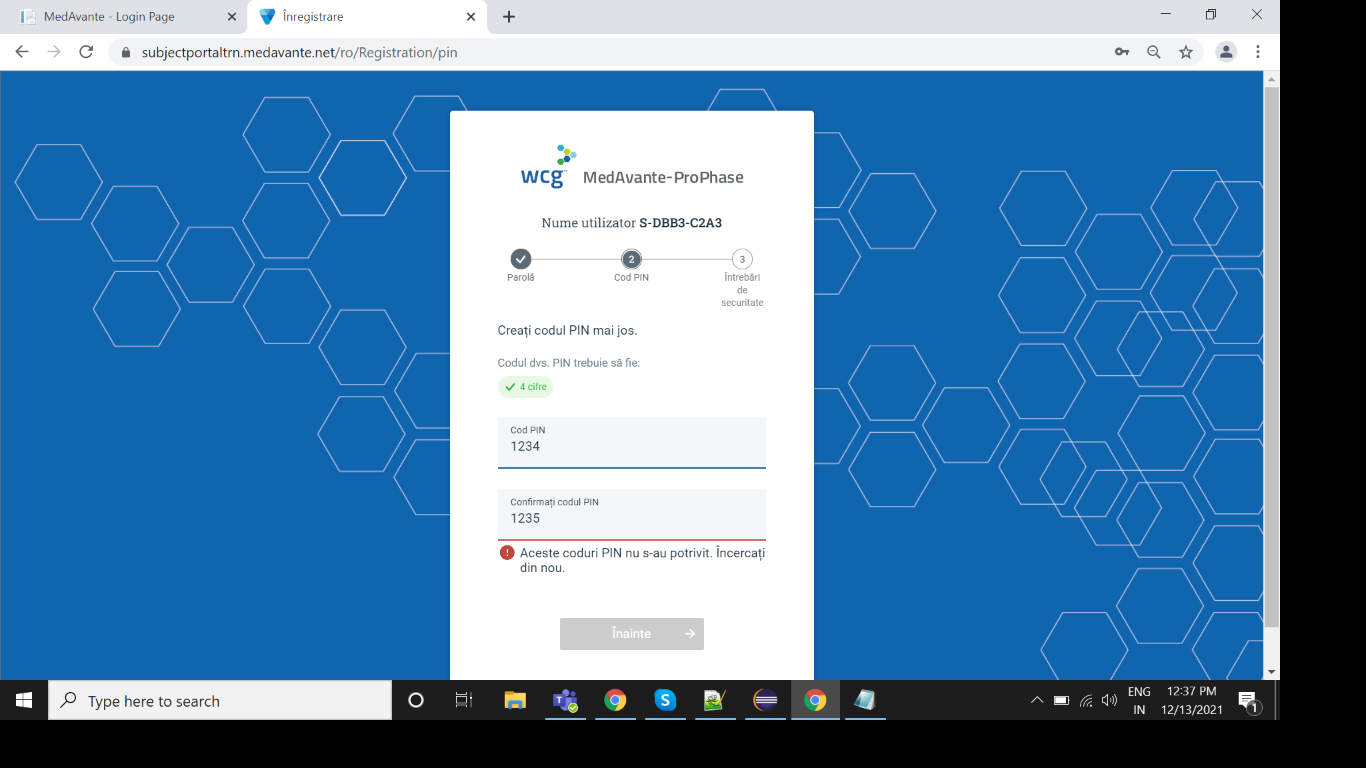 MedAvante - Login Page
Înregistrare
subjectportaltrn.medavante.net/ro/Registration/pin
wcg MedAvante-ProPhase
Nume utilizator S-DBB3-C2A3
2
3
Parolă
Cod PIN
Întrebări
de
securitate
Creați codul PIN mai jos.
Codul dvs. PIN trebuie să fie:
4 cifre
Cod PIN
1234
Confirmați codul PIN
1235
Aceste coduri PIN nu s-au potrivit. Încercați
din nou.
Înainte
Type here to search
ENG
IN
12:37 PM
12/13/2021
1